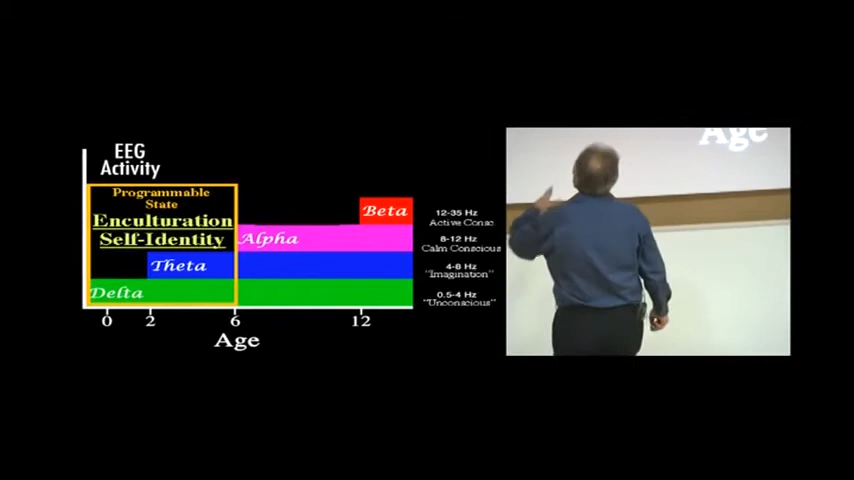 EEG
Activity
Programmable
State
Enculturation
Self-Identity
Beta
Alpha
Theta
Delta
12-35 Hz
Active Consc
8-12 Hz
Calm Conscious
4-8 Hz
"Imagination"
0.5-4 Hz
"Unconscious"
0 2 6 12
Age
Age